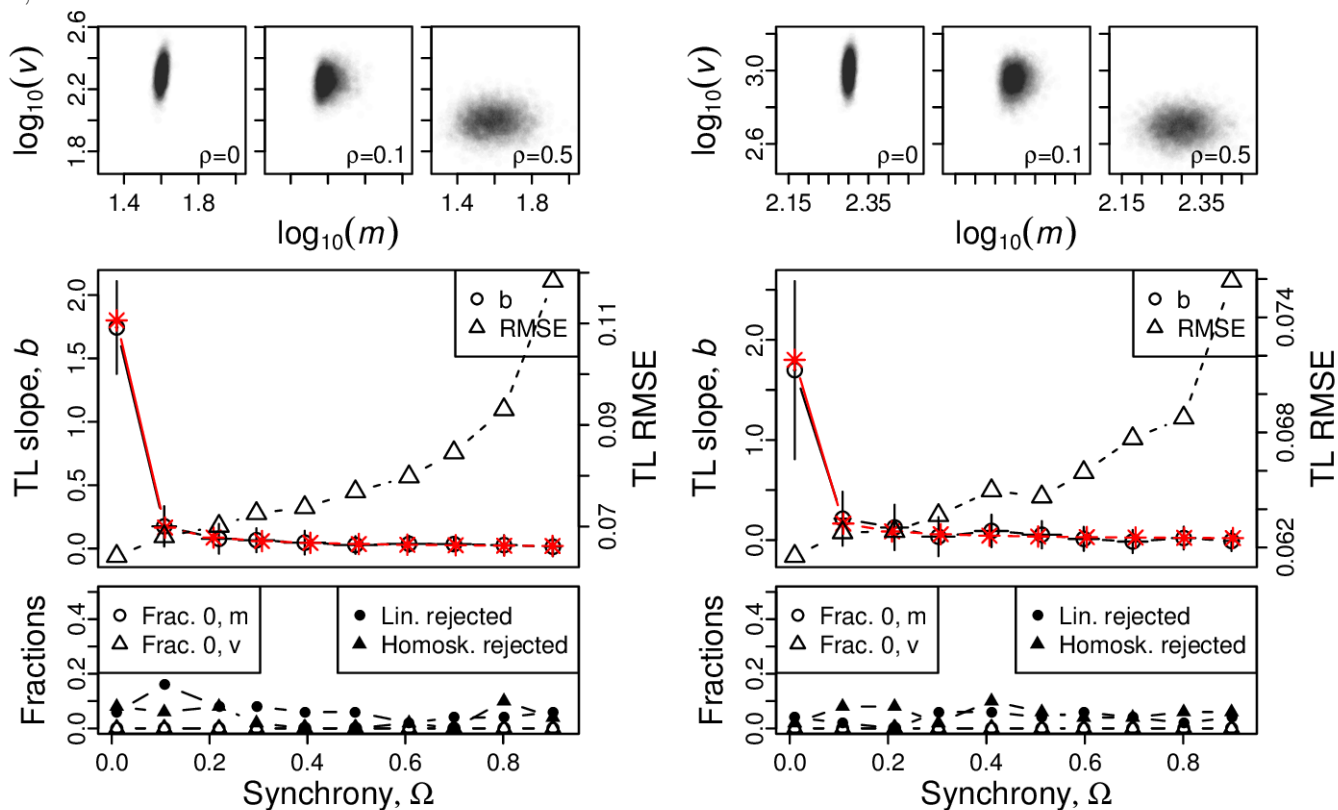 log10(v)
2.6
2.2
1.8
ρ=0
ρ=0.1
ρ=0.5
1.4
1.8
1.4
1.8
log10(m)
log10(v)
3.0
2.6
ρ=0
ρ=0.1
ρ=0.5
2.15
2.35
2.15
2.35
log10(m)
TL slope, b
2.0
1.5
1.0
0.5
0.0
b
RMSE
0.11
0.09
0.07
TL RMSE
TL slope, b
2.0
1.0
0.0
b
RMSE
0.074
0.068
0.062
TL RMSE
Fractions
0.4
0.2
0.0
Frac. 0, m
Frac. 0, v
Lin. rejected
Homosk. rejected
0.0
0.2
0.4
0.6
0.8
Synchrony, Ω
Fractions
0.4
0.2
0.0
Frac. 0, m
Frac. 0, v
Lin. rejected
Homosk. rejected
0.0
0.2
0.4
0.6
0.8
Synchrony, Ω